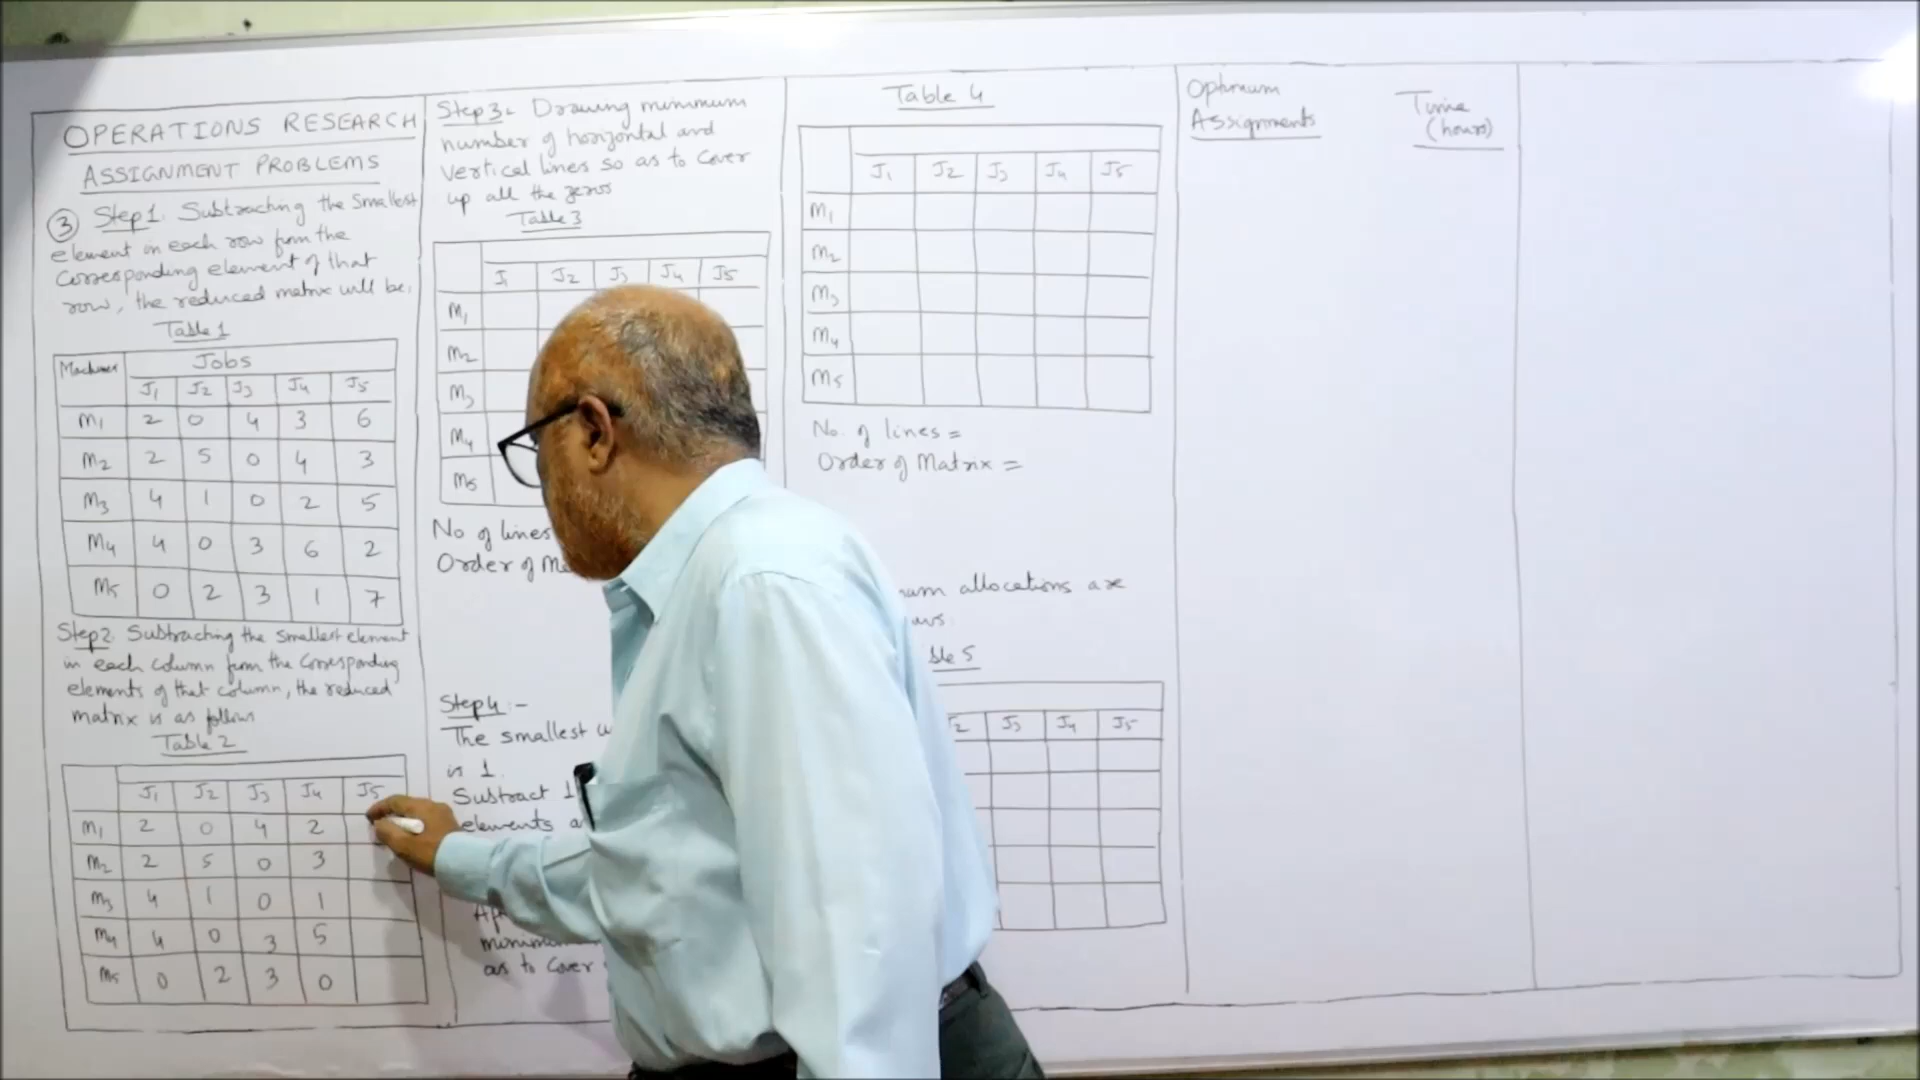 OPERATIONS RESEARCH
ASSIGNMENT PROBLEMS
③ Step 1. Subtracting the smallest
element in each row from the
corresponding element of that
row, the reduced matrix will be:
Table 1
Machines Jobs
J1 J2 J3 J4 J5
M1 2 0 4 3 6
M2 2 5 0 4 3
M3 4 1 0 2 5
M4 4 0 3 6 2
M5 0 2 3 1 7
Step 2. Subtracting the smallest element
in each column from the corresponding
elements of that column, the reduced
matrix is as follows
Table 2
J1 J2 J3 J4 J5
M1 2 0 4 2
M2 2 5 0 3
M3 4 1 0 1
M4 4 0 3 5
M5 0 2 3 0
Step 3:- Drawing minimum
number of horizontal and
vertical lines so as to cover
up all the zeros
Table 3
J1 J2 J3 J4 J5
M1
M2
M3
M4
M5
No of lines
Order of
Step 4:-
The smallest
is 1.
Subtract 1
elements
as to cover
Table 4
J1 J2 J3 J4 J5
M1
M2
M3
M4
M5
No. of lines =
Order of Matrix =
allocations are
5
J3 J4 J5
Optimum
Assignments
Time
(hours)